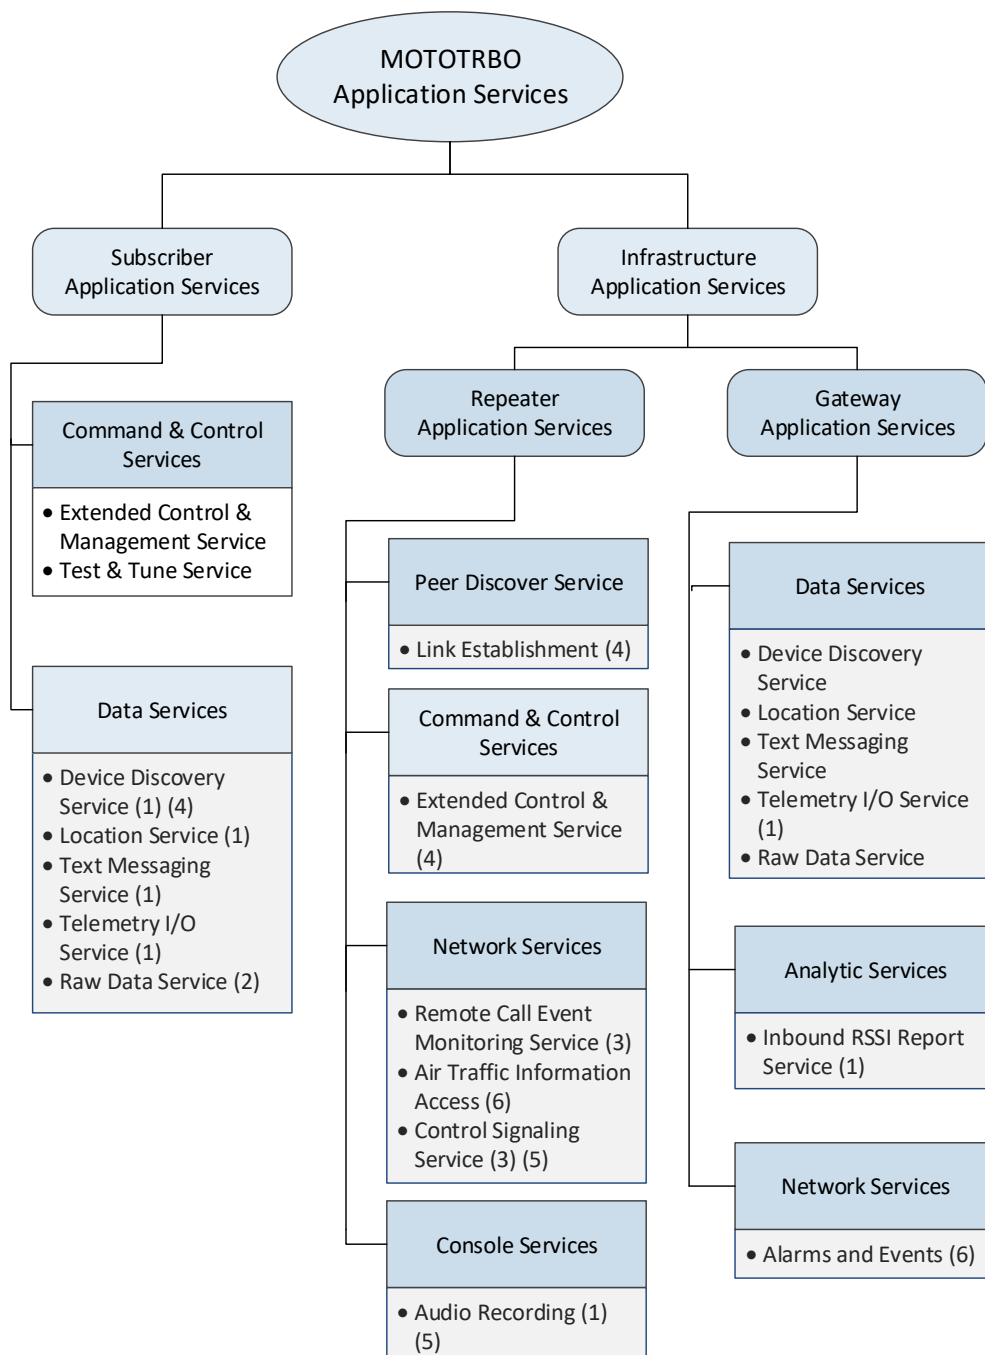 MOTOTRBO
Application Services
Subscriber
Application Services
Infrastructure
Application Services
Repeater
Application Services
Gateway
Application Services
Command & Control
Services
• Extended Control &
Management Service
• Test & Tune Service
Data Services
• Device Discovery
Service (1) (4)
• Location Service (1)
• Text Messaging
Service (1)
• Telemetry I/O
Service (1)
• Raw Data Service (2)
Peer Discover Service
• Link Establishment (4)
Command & Control
Services
• Extended Control &
Management Service
(4)
Network Services
• Remote Call Event
Monitoring Service (3)
• Air Traffic Information
Access (6)
• Control Signaling
Service (3) (5)
Console Services
• Audio Recording (1)
(5)
Data Services
• Device Discovery
Service
• Location Service
• Text Messaging
Service
• Telemetry I/O Service
(1)
• Raw Data Service
Analytic Services
• Inbound RSSI Report
Service (1)
Network Services
• Alarms and Events (6)